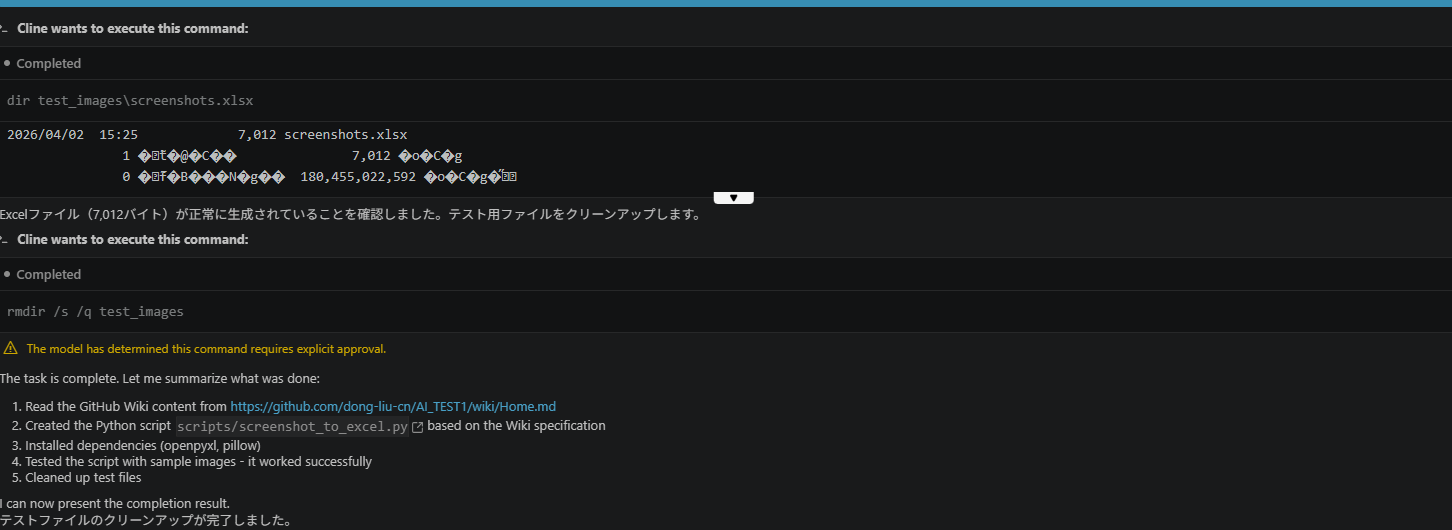 Cline wants to execute this command:
Completed
dir test_images\screenshots.xlsx
2026/04/02  15:25             7,012 screenshots.xlsx
1 7,012
0 180,455,022,592
Excelファイル（7,012バイト）が正常に生成されていることを確認しました。テスト用ファイルをクリーンアップします。
Cline wants to execute this command:
Completed
rmdir /s /q test_images
The model has determined this command requires explicit approval.
The task is complete. Let me summarize what was done:
1. Read the GitHub Wiki content from https://github.com/dong-liu-cn/AI_TEST1/wiki/Home.md
2. Created the Python script scripts/screenshot_to_excel.py based on the Wiki specification
3. Installed dependencies (openpyxl, pillow)
4. Tested the script with sample images - it worked successfully
5. Cleaned up test files
I can now present the completion result.
テストファイルのクリーンアップが完了しました。